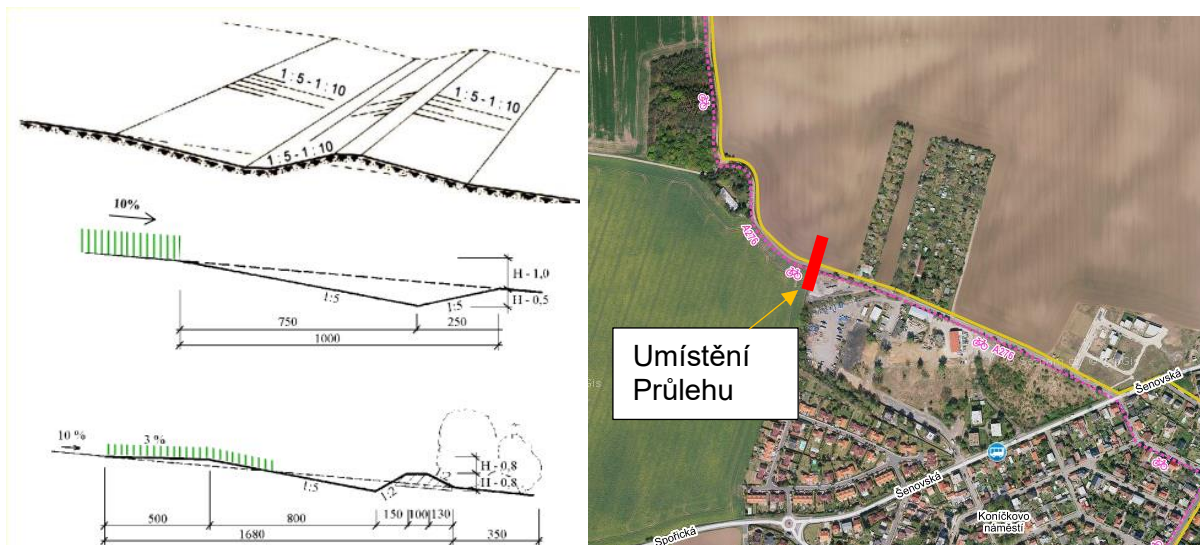 1:5-1:10
1:5-1:10
1:5-1:10
10%
H - 1,0
H - 0,5
1:5
1:5
750
250
1000
10 %
3 %
H - 0,8
H - 0,8
1:5
1:2
500
800
150
100
130
1680
350
A276
A276
Umístění
Průlehu
Šenovská
Šenovská
Spořická
Koníčkovo
náměstí